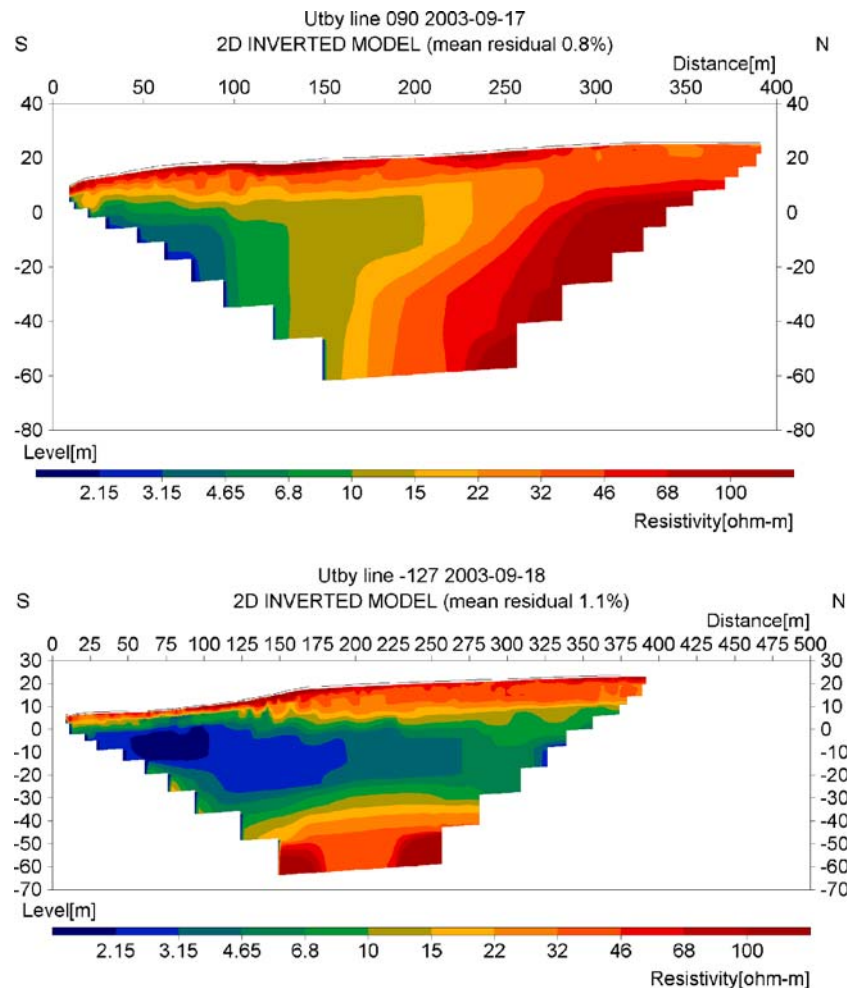 Utby line 090 2003-09-17
S 2D INVERTED MODEL (mean residual 0.8%) N
Distance[m]
0 50 100 150 200 250 300 350 400
40 40
20 20
0 0
-20 -20
-40 -40
-60 -60
-80 -80
Level[m]
2.15 3.15 4.65 6.8 10 15 22 32 46 68 100
Resistivity[ohm-m]
Utby line -127 2003-09-18
S 2D INVERTED MODEL (mean residual 1.1%) N
Distance[m]
0 25 50 75 100 125 150 175 200 225 250 275 300 325 350 375 400 425 450 475 500
30 30
20 20
10 10
0 0
-10 -10
-20 -20
-30 -30
-40 -40
-50 -50
-60 -60
-70 -70
Level[m]
2.15 3.15 4.65 6.8 10 15 22 32 46 68 100
Resistivity[ohm-m]